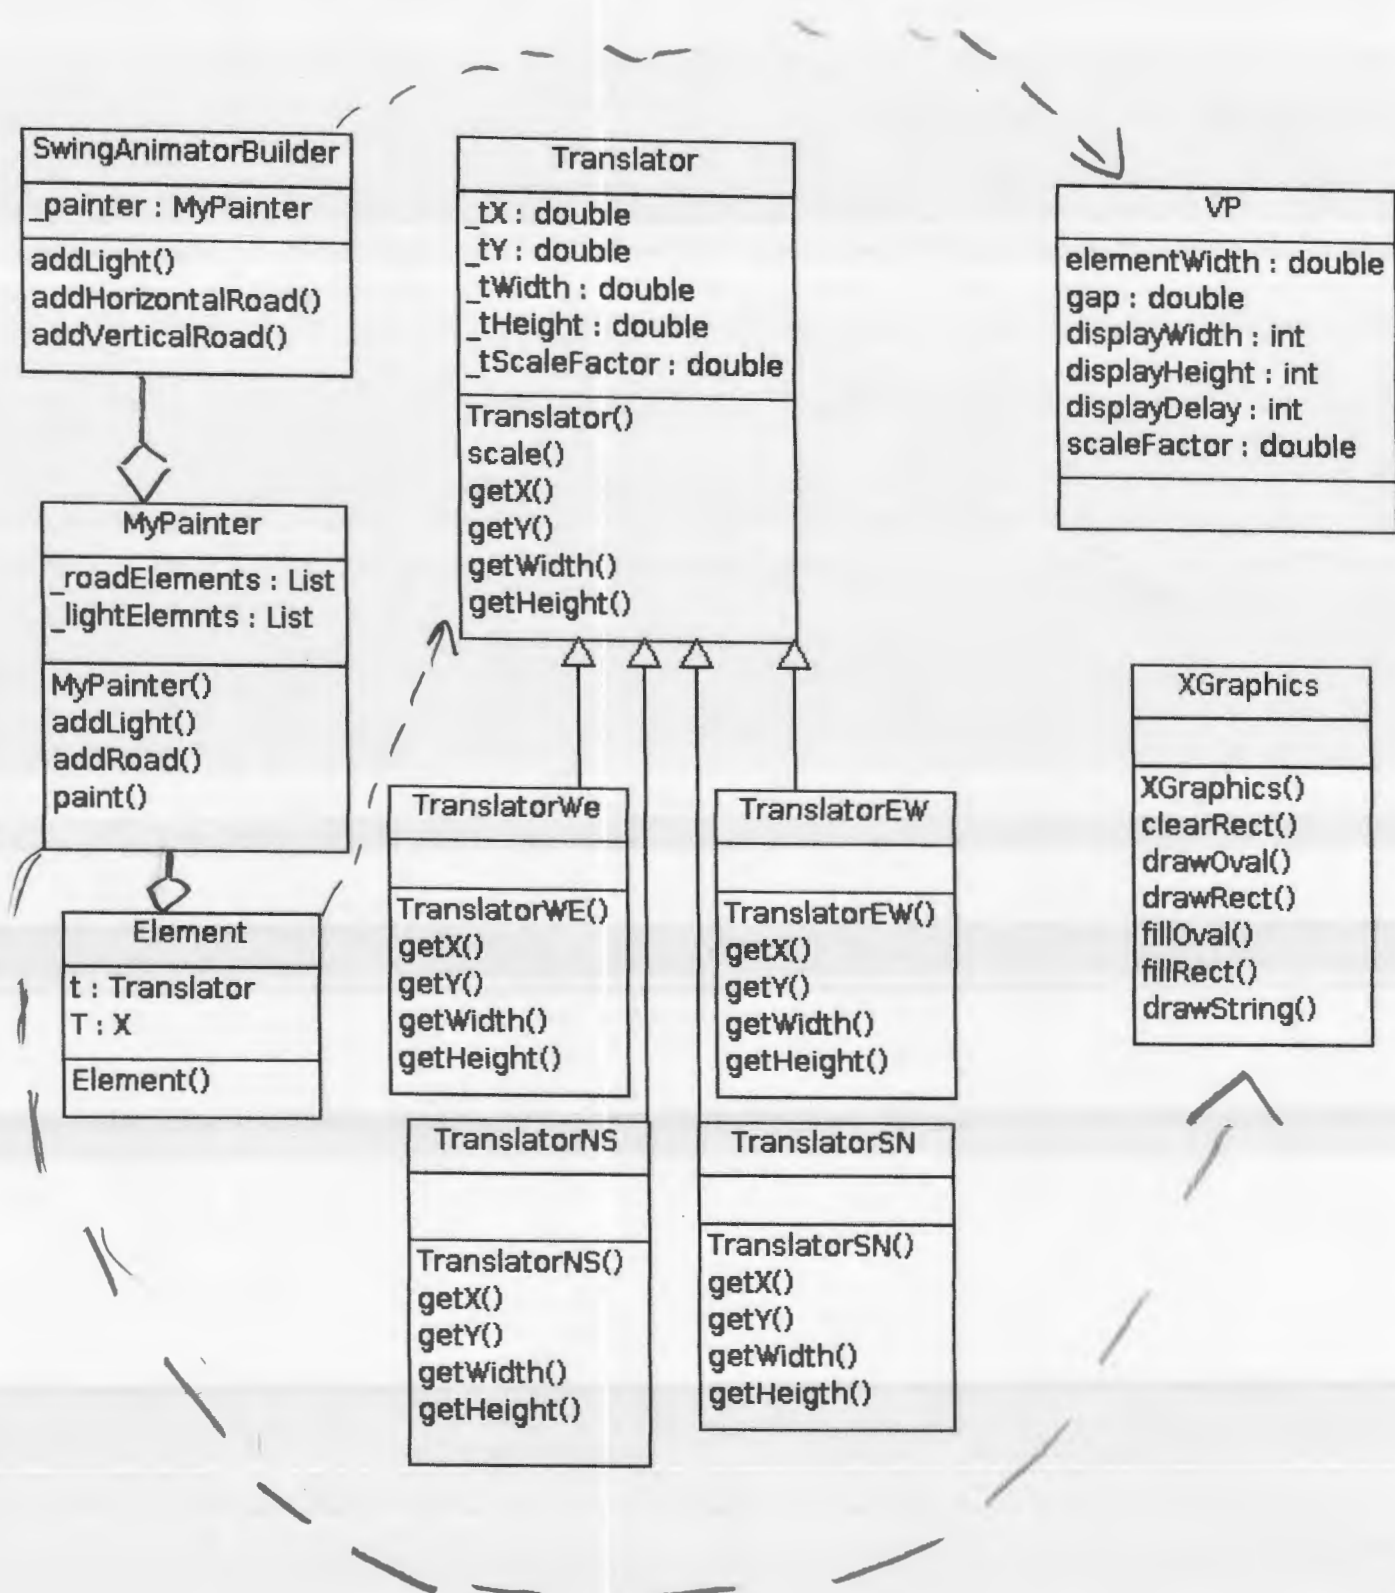 SwingAnimatorBuilder
_painter : MyPainter
addLight()
addHorizontalRoad()
addVerticalRoad()
Translator
_tX : double
_tY : double
_tWidth : double
_tHeight : double
_tScaleFactor : double
Translator()
scale()
getX()
getY()
getWidth()
getHeight()
VP
elementWidth : double
gap : double
displayWidth : int
displayHeight : int
displayDelay : int
scaleFactor : double
MyPainter
_roadElements : List
_lightElemnts : List
MyPainter()
addLight()
addRoad()
paint()
XGraphics
XGraphics()
clearRect()
drawOval()
drawRect()
fillOval()
fillRect()
drawString()
Element
t : Translator
T : X
Element()
TranslatorWe
TranslatorWE()
getX()
getY()
getWidth()
getHeight()
TranslatorEW
TranslatorEW()
getX()
getY()
getWidth()
getHeight()
TranslatorNS
TranslatorNS()
getX()
getY()
getWidth()
getHeight()
TranslatorSN
TranslatorSN()
getX()
getY()
getWidth()
getHeigth()